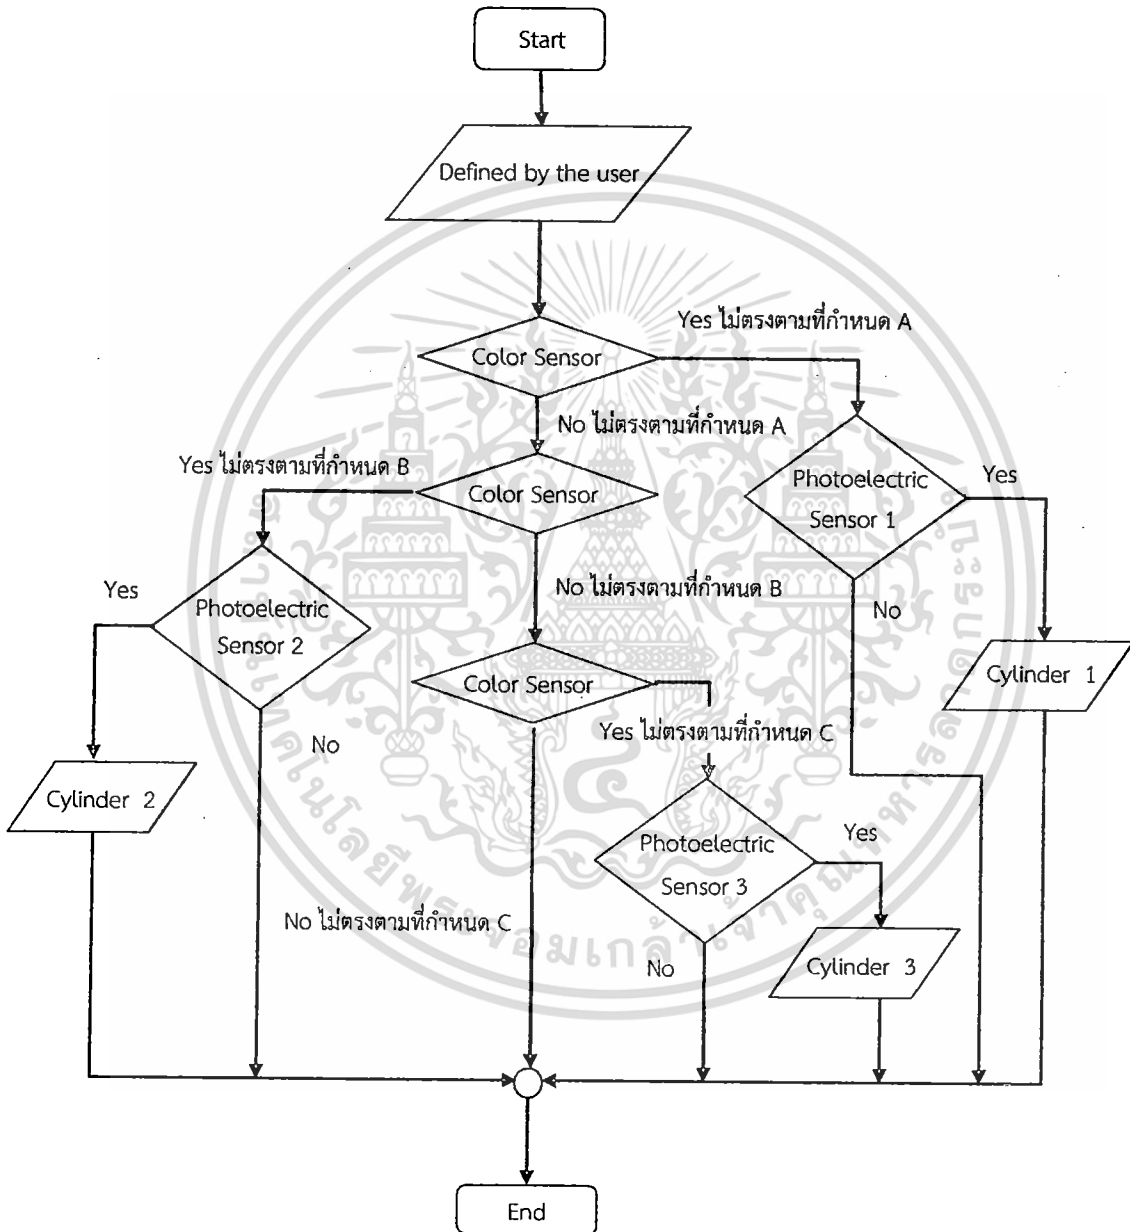 Start
Defined by the user
Yes ไม่ตรงตามที่กำหนด A
Color Sensor
No ไม่ตรงตามที่กำหนด A
Yes ไม่ตรงตามที่กำหนด B
Color Sensor
Photoelectric
Sensor 1
Yes
No ไม่ตรงตามที่กำหนด B
No
Yes
Photoelectric
Sensor 2
Color Sensor
Cylinder 1
Yes ไม่ตรงตามที่กำหนด C
No
Cylinder 2
Photoelectric
Sensor 3
Yes
No ไม่ตรงตามที่กำหนด C
No
Cylinder 3
End